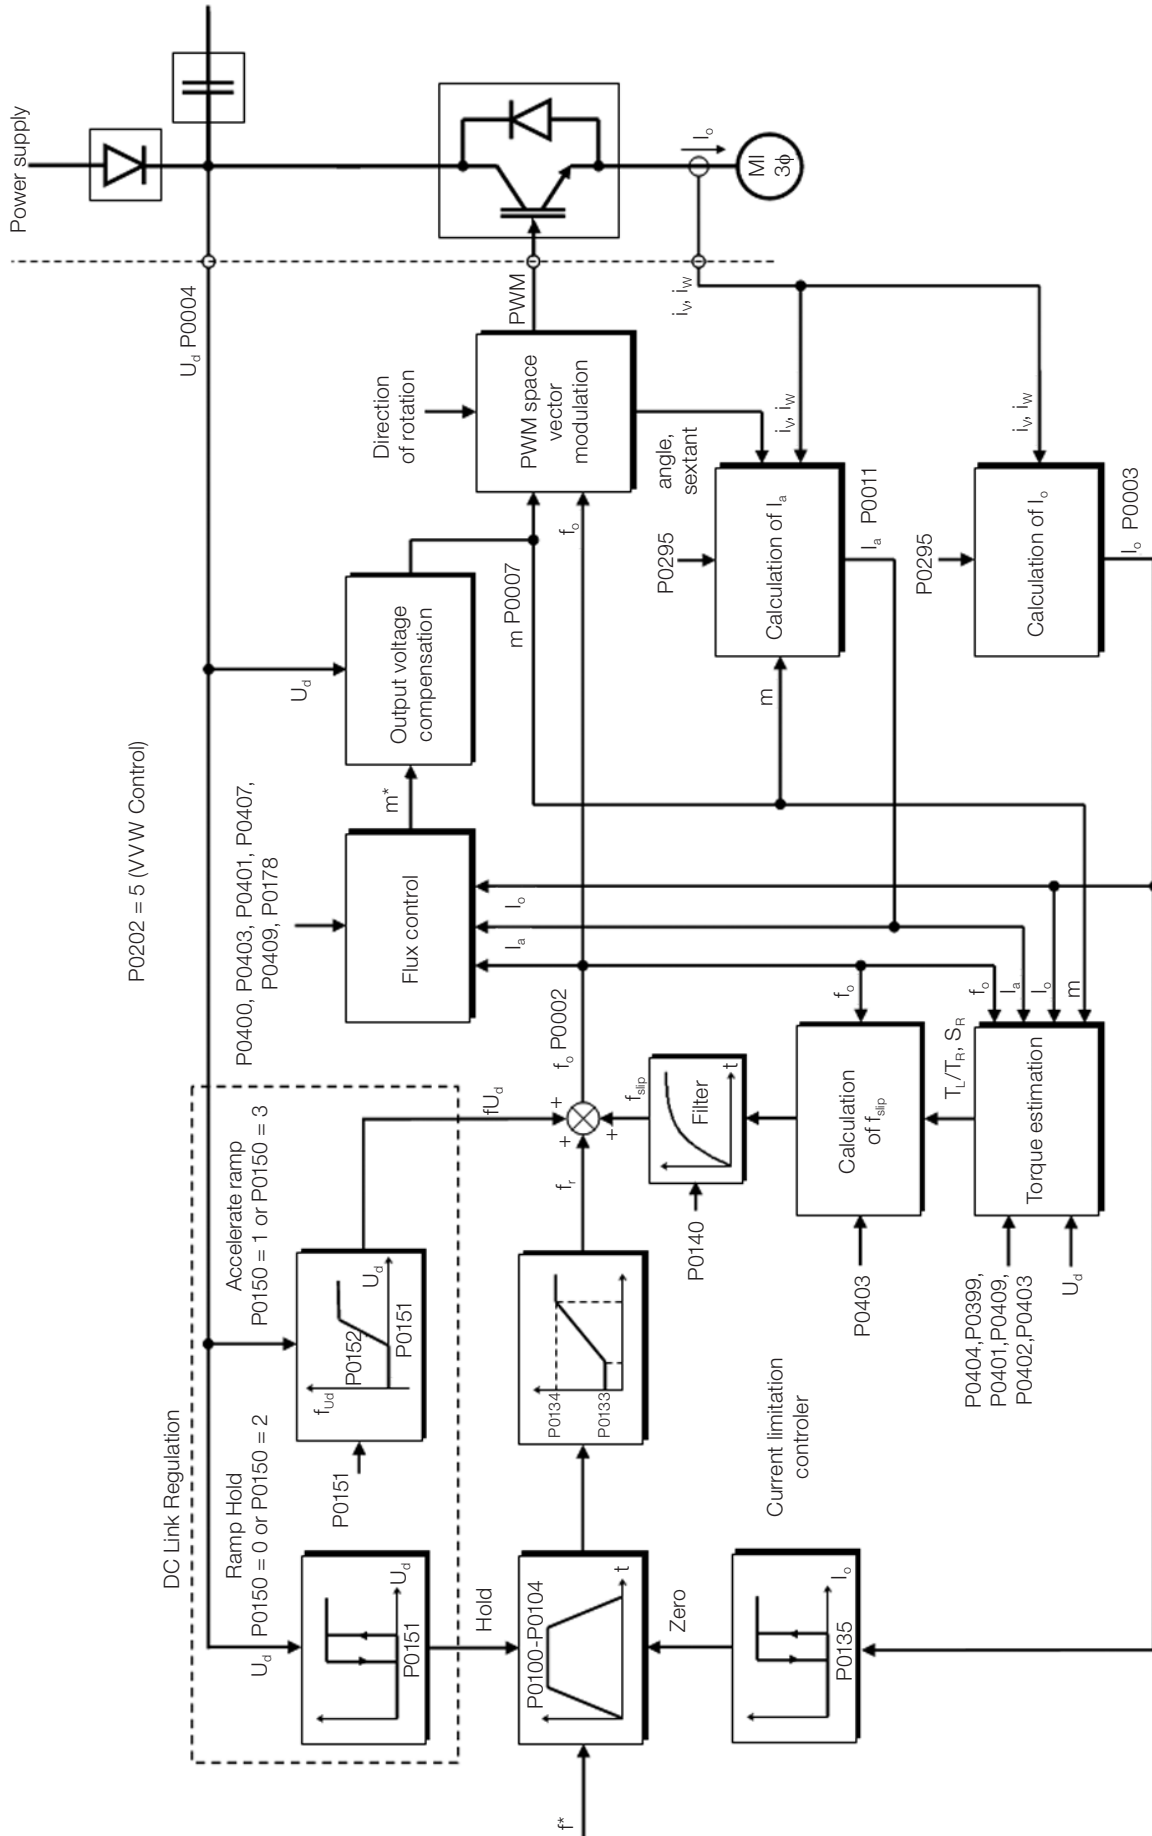 P0202 = 5 (VVW Control)
Power supply
DC Link Regulation
Ramp Hold
P0150 = 0 or P0150 = 2
U_d
Accelerate ramp
P0150 = 1 or P0150 = 3
U_d P0004
U_d
P0151
Hold
P0151
f_Ud
P0152
U_d
P0151
fU_d
P0400, P0403, P0401, P0407,
P0409, P0178
Flux control
m*
I_a
I_o
U_d
Output voltage
compensation
m P0007
Direction
of rotation
PWM space
vector
modulation
PWM
f*
P0100-P0104
t
P0134
P0133
f_r
+
+
+
f_o P0002
f_o
Zero
I_o
P0135
Current limitation
controler
P0140
f_slip
Filter
t
P0403
Calculation
of f_slip
f_o
T_L/T_R, S_R
P0404,P0399,
P0401,P0409,
P0402,P0403
U_d
Torque estimation
f_o
I_a
I_o
m
angle,
sextant
P0295
m
Calculation of I_a
i_V, i_W
I_a P0011
P0295
Calculation of I_o
i_V, i_W
I_o P0003
i_V, i_W
I_o
MI
3ϕ